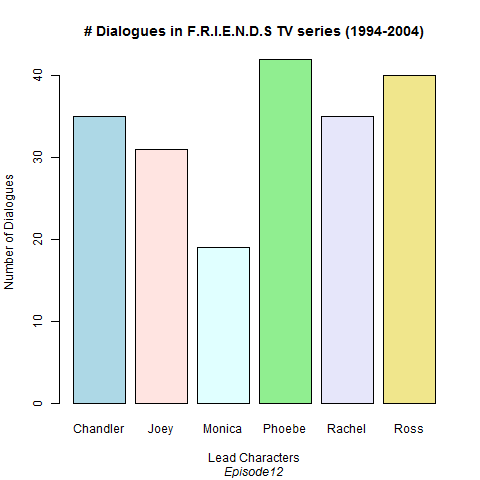 # Dialogues in F.R.I.E.N.D.S TV series (1994-2004)
Number of Dialogues
40
30
20
10
0
Chandler Joey Monica Phoebe Rachel Ross
Lead Characters
Episode12